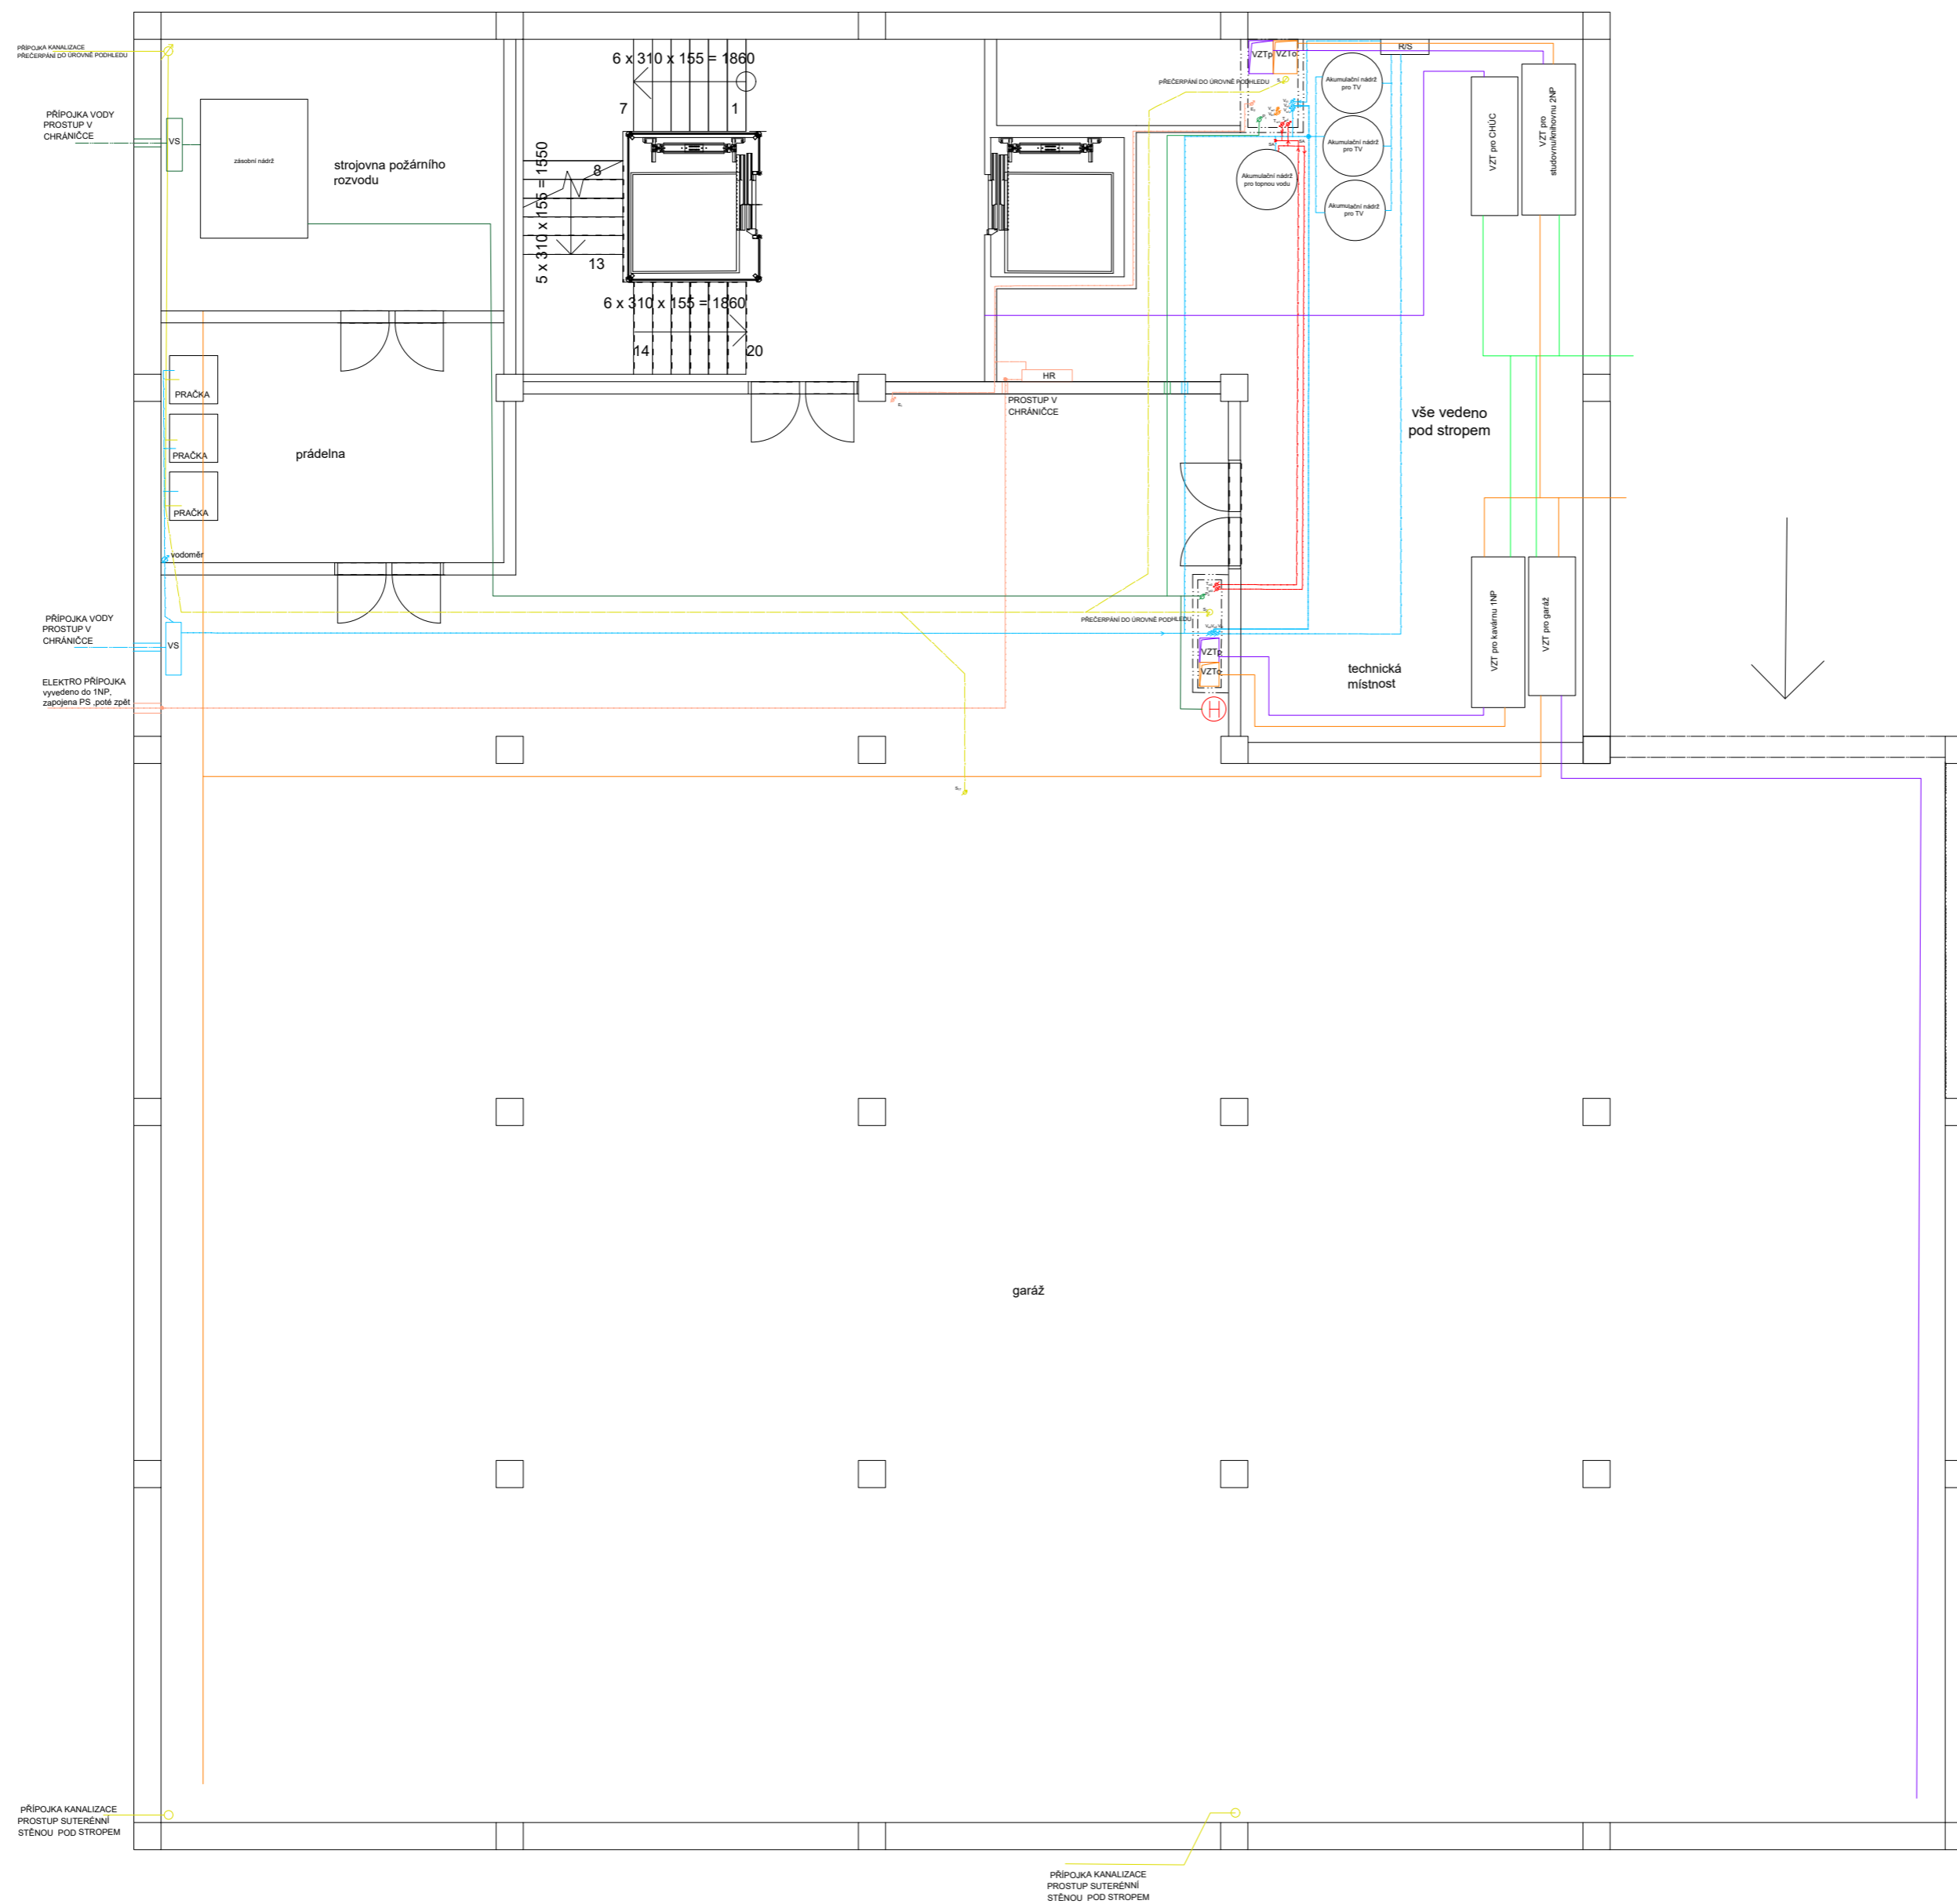 PŘÍPOJKA KANALIZACE
PŘEČERPÁNÍ DO ÚROVNĚ PODHLEDU
PŘÍPOJKA VODY
PROSTUP V
CHRÁNIČCE
VS
zásobní nádrž
strojovna požárního
rozvodu
6 x 310 x 155 = 1860
7
1
8
5 x 310 x 155 = 1550
13
6 x 310 x 155 = 1860
14
20
VZTp
VZTo
R/S
PŘEČERPÁNÍ DO ÚROVNĚ PODHLEDU
Akumulační nádrž
pro TV
Akumulační nádrž
pro TV
Akumulační nádrž
pro TV
Akumulační nádrž
pro topnou vodu
VZT pro CHÚC
VZT pro
studovnu/knihovnu 2NP
PRAČKA
PRAČKA
PRAČKA
prádelna
vodoměr
HR
PROSTUP V
CHRÁNIČCE
vše vedeno
pod stropem
PŘÍPOJKA VODY
PROSTUP V
CHRÁNIČCE
VS
ELEKTRO PŘÍPOJKA
vyvedeno do 1NP,
zapojena PS ,poté zpět
PŘEČERPÁNÍ DO ÚROVNĚ PODHLEDU
VZTp
VZTo
H
technická
místnost
VZT pro kavárnu 1NP
VZT pro garáž
garáž
PŘÍPOJKA KANALIZACE
PROSTUP SUTERÉNNÍ
STĚNOU POD STROPEM
PŘÍPOJKA KANALIZACE
PROSTUP SUTERÉNNÍ
STĚNOU POD STROPEM